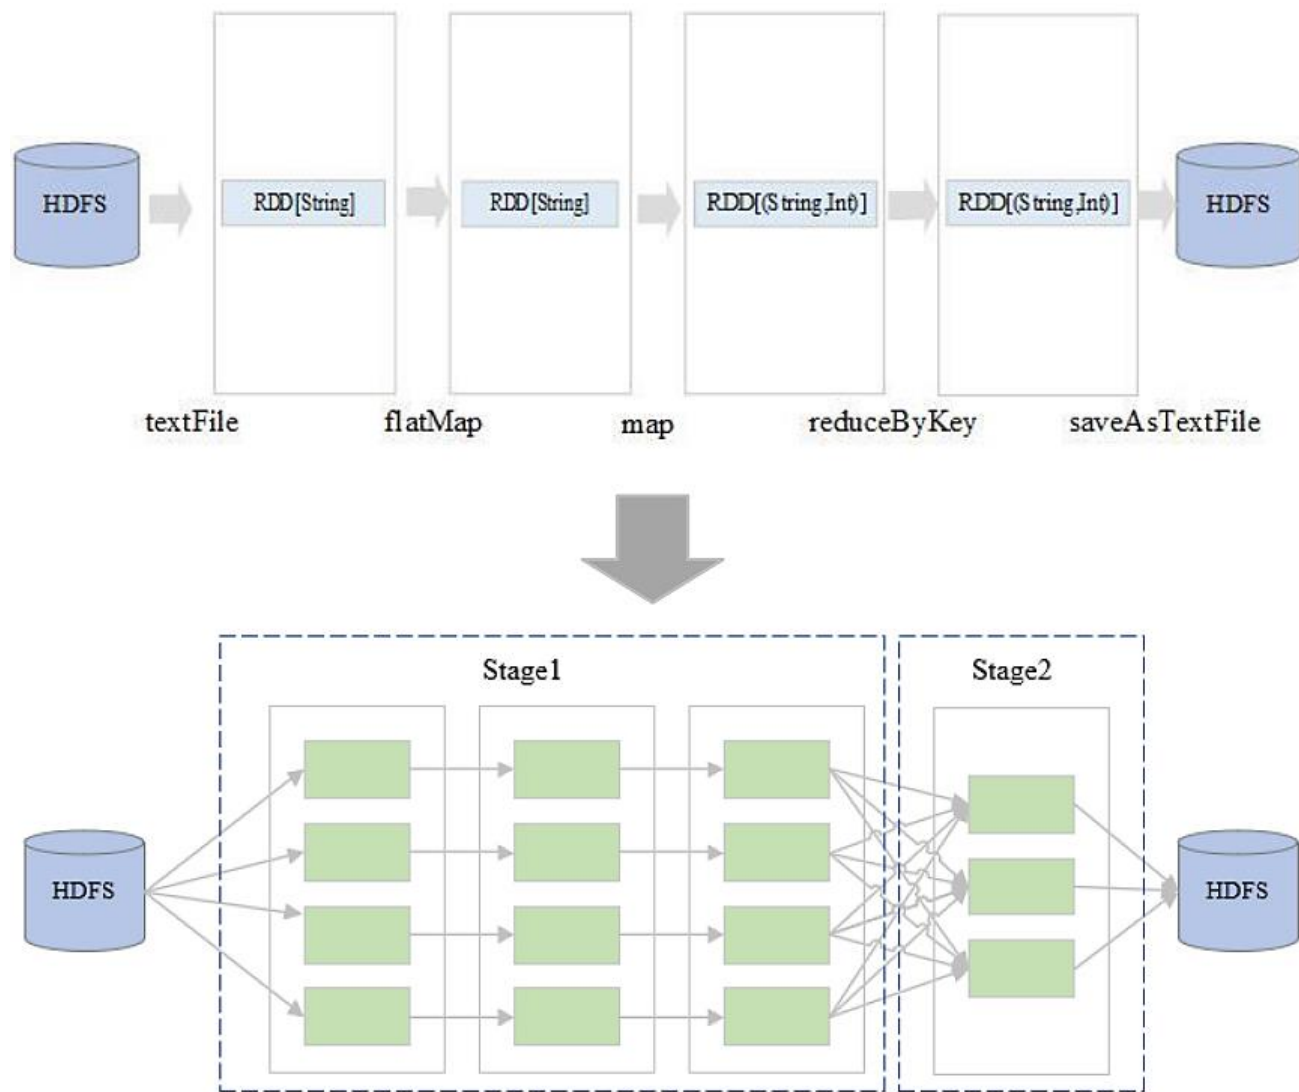 HDFS
RDD[String]
RDD[String]
RDD[(String,Int)]
RDD[(String,Int)]
HDFS
textFile
flatMap
map
reduceByKey
saveAsTextFile
Stage1
Stage2
HDFS
HDFS